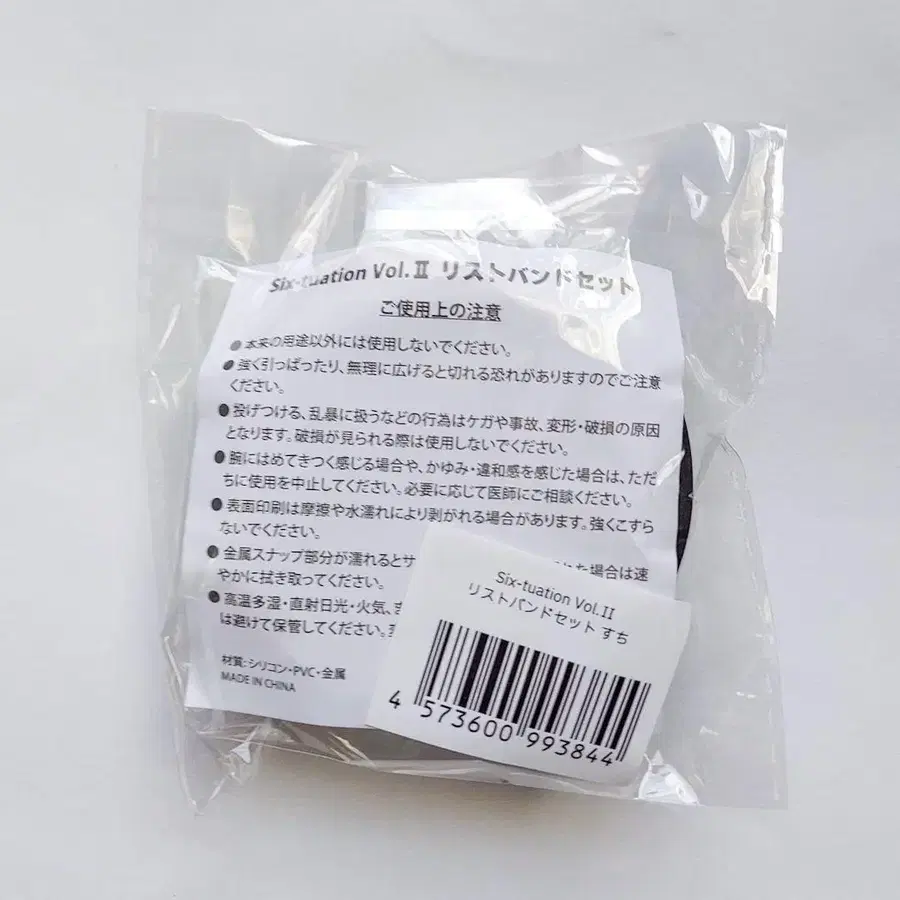 Six-tuation Vol.Ⅱ リストバンドセット
ご使用上の注意
●本来の用途以外には使用しないでください。
●強く引っぱったり、無理に広げると切れる恐れがありますのでご注意
ください。
●投げつける、乱暴に扱うなどの行為はケガや事故、変形・破損の原因
となります。破損が見られる際は使用しないでください。
●腕にはめてきつく感じる場合や、かゆみ・違和感を感じた場合は、ただ
ちに使用を中止してください。必要に応じて医師にご相談ください。
●表面印刷は摩擦や水濡れにより剥がれる場合があります。強くこすら
ないでください。
●金属スナップ部分が濡れるとサ 場合は速
やかに拭き取ってください。
●高温多湿・直射日光・火気、
は避けて保管してください。
材質:シリコン・PVC・金属
MADE IN CHINA
Six-tuation Vol.II
リストバンドセット すち
4 573600 993844